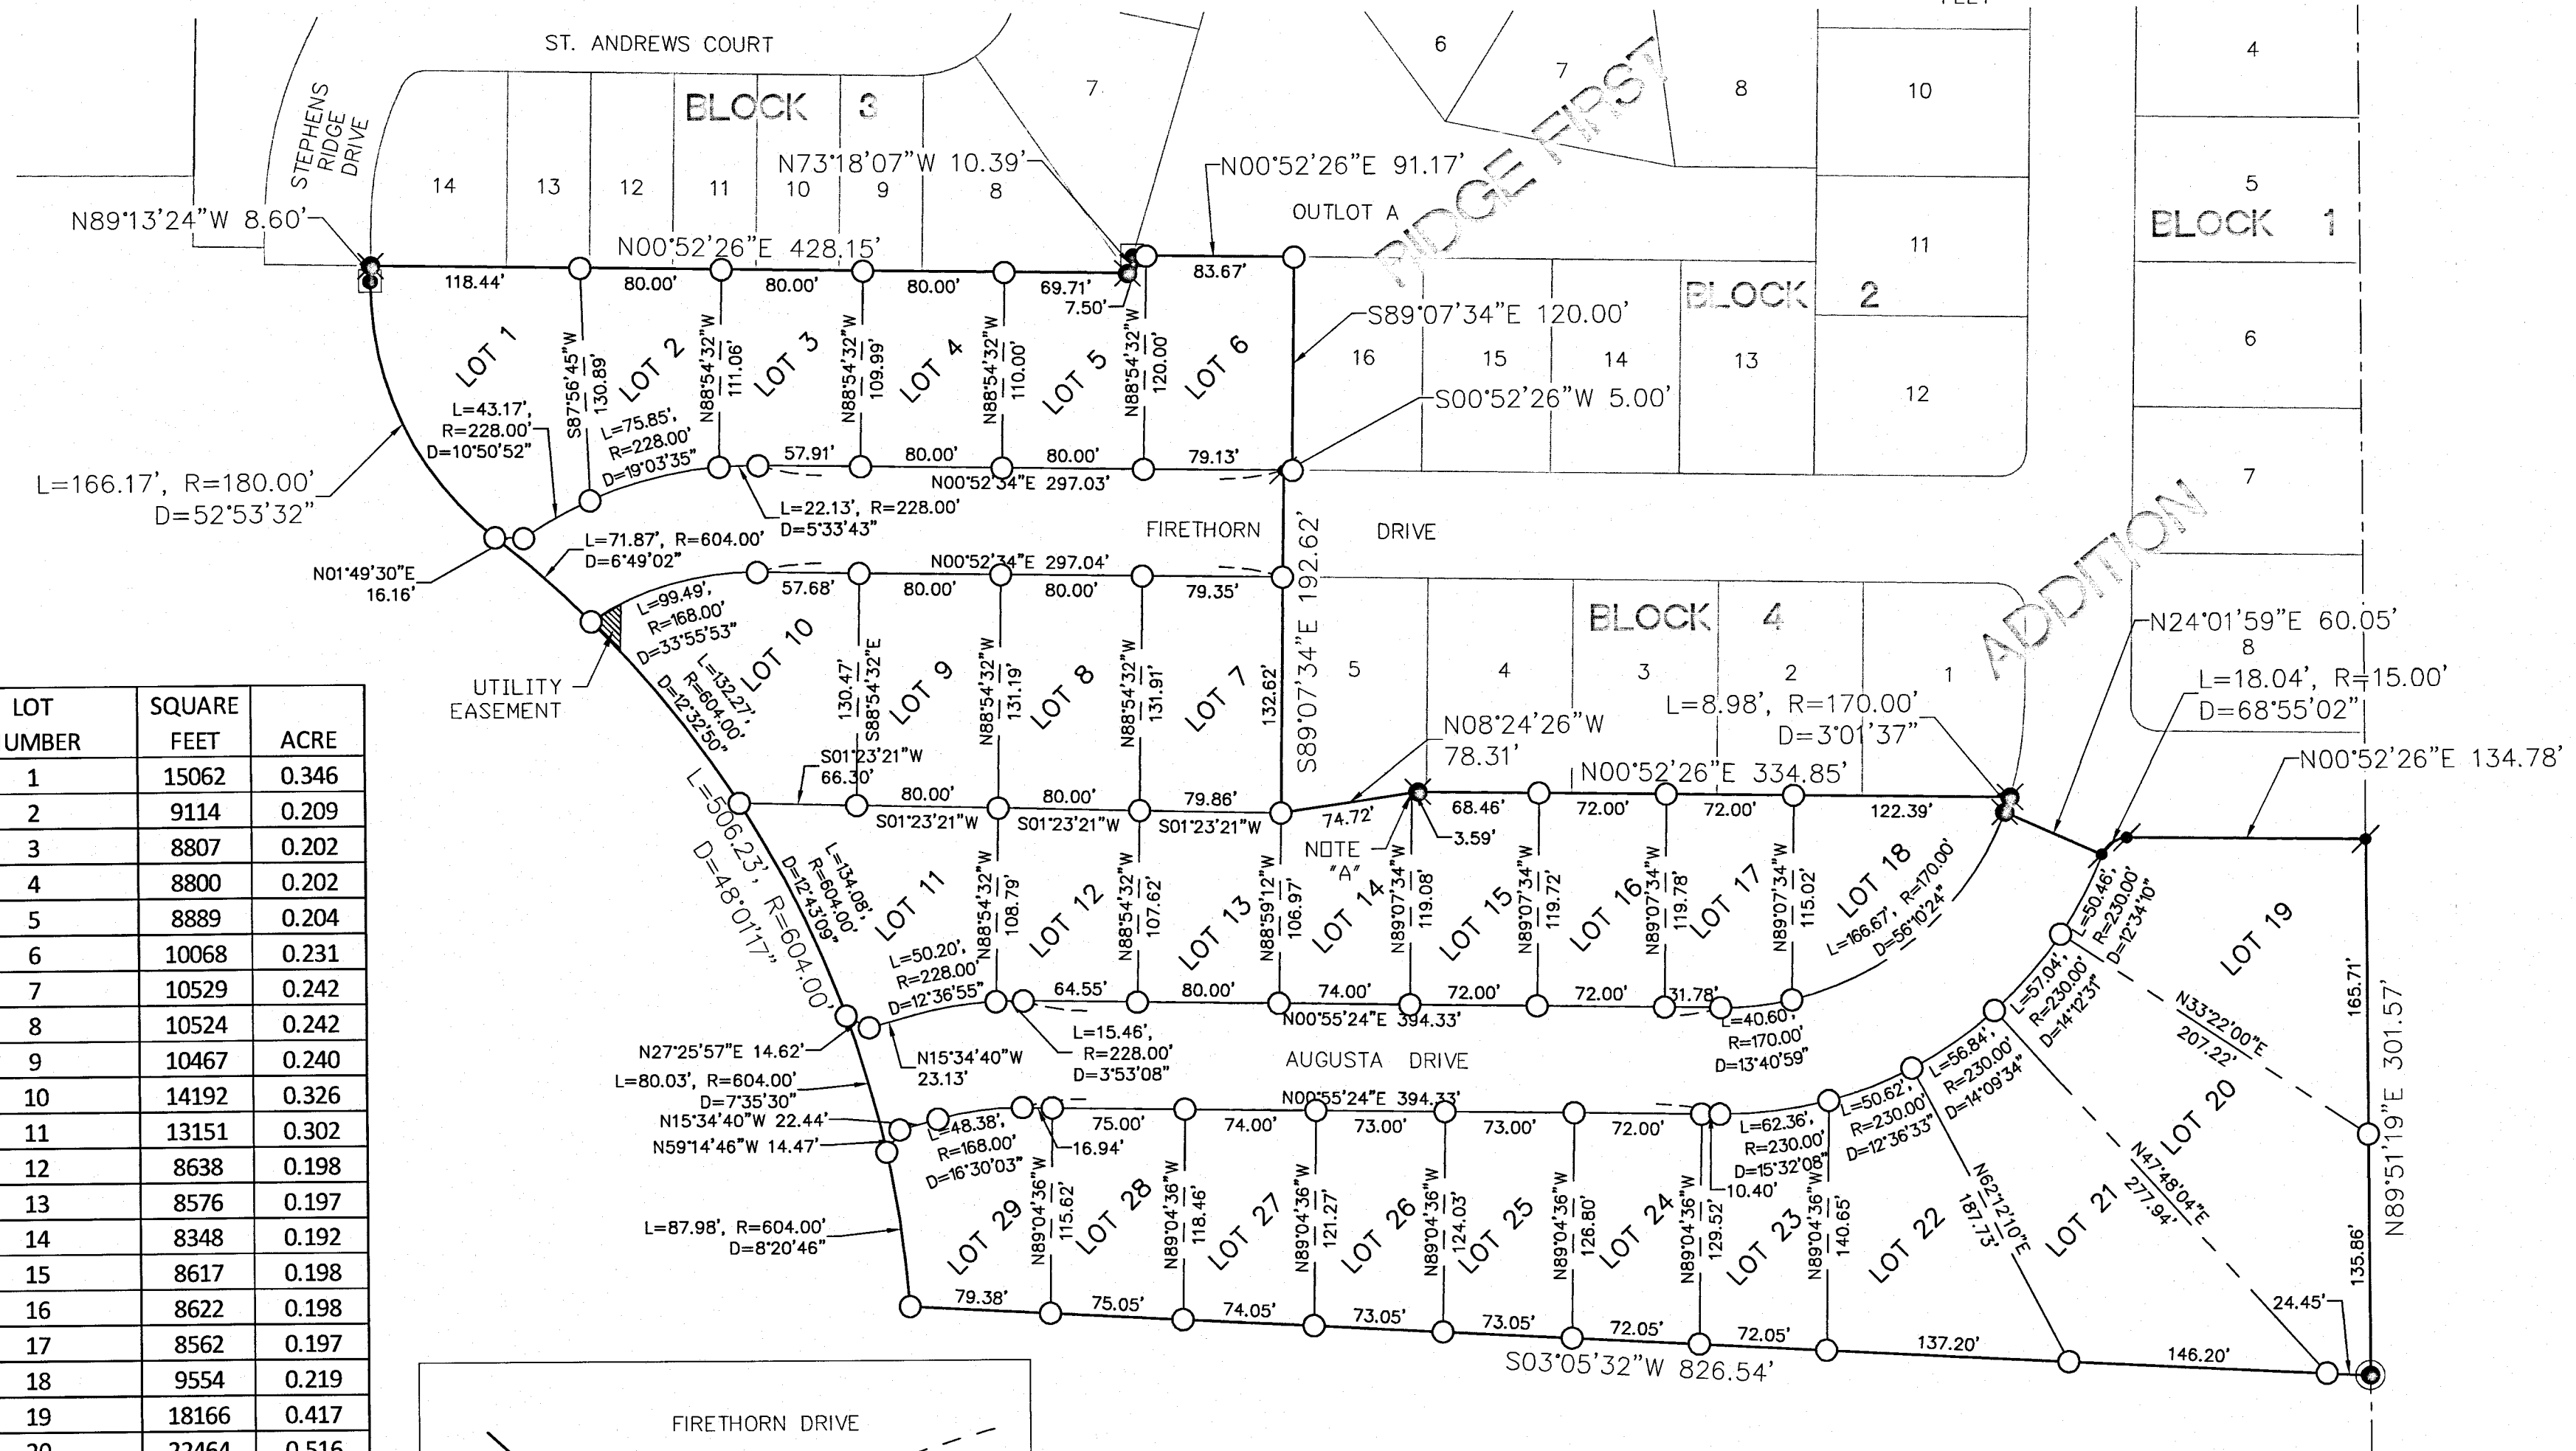 ST. ANDREWS COURT
STEPHENS
RIDGE
DRIVE
BLOCK 3
14
13
12
11
10
9
8
7
6
7
8
10
11
12
13
14
15
16
OUTLOT A
RIDGE FIRST
ADDITION
BLOCK 2
BLOCK 1
4
5
6
7
8
BLOCK 4
5
4
3
2
1
N89°13'24"W 8.60'
N00°52'26"E 428.15'
N73°18'07"W 10.39'
N00°52'26"E 91.17'
118.44'
80.00'
80.00'
80.00'
69.71'
7.50'
83.67'
S89°07'34"E 120.00'
S00°52'26"W 5.00'
LOT 1
LOT 2
LOT 3
LOT 4
LOT 5
LOT 6
S87°56'45"W
130.89'
N88°54'32"W
111.06'
N88°54'32"W
109.99'
N88°54'32"W
110.00'
N88°54'32"W
120.00'
L=43.17',
R=228.00'
D=10°50'52"
L=75.85',
R=228.00'
D=19°03'35"
57.91'
80.00'
80.00'
79.13'
N00°52'34"E 297.03'
L=22.13', R=228.00'
D=5°33'43"
L=166.17', R=180.00'
D=52°53'32"
N01°49'30"E
16.16'
L=71.87', R=604.00'
D=6°49'02"
FIRETHORN DRIVE
N00°52'34"E 297.04'
57.68'
80.00'
80.00'
79.35'
L=99.49',
R=168.00'
D=33°55'53"
UTILITY
EASEMENT
L=132.27',
R=604.00'
D=12°32'50"
LOT 10
LOT 9
LOT 8
LOT 7
130.47'
S88°54'32"E
N88°54'32"W
131.19'
N88°54'32"W
131.91'
132.62'
S89°07'34"E 192.62'
S01°23'21"W
66.30'
80.00'
80.00'
79.86'
S01°23'21"W
S01°23'21"W
S01°23'21"W
N08°24'26"W
78.31'
74.72'
NOTE
"A"
3.59'
N00°52'26"E 334.85'
68.46'
72.00'
72.00'
122.39'
L=8.98', R=170.00'
D=3°01'37"
N24°01'59"E 60.05'
L=18.04', R=15.00'
D=68°55'02"
N00°52'26"E 134.78'
L=506.23', R=604.00'
D=48°01'17"
L=134.08',
R=604.00'
D=12°43'09"
LOT 11
LOT 12
LOT 13
LOT 14
LOT 15
LOT 16
LOT 17
LOT 18
N88°54'32"W
108.79'
N88°54'32"W
107.62'
N88°59'12"W
106.97'
N89°07'34"W
119.08'
N89°07'34"W
119.72'
N89°07'34"W
119.78'
N89°07'34"W
115.02'
L=166.67', R=170.00'
D=56°10'24"
L=50.20',
R=228.00'
D=12°36'55"
64.55'
80.00'
74.00'
72.00'
72.00'
31.78'
N00°55'24"E 394.33'
L=15.46',
R=228.00'
D=3°53'08"
L=40.60'
R=170.00'
D=13°40'59"
AUGUSTA DRIVE
N27°25'57"E 14.62'
N15°34'40"W
23.13'
L=80.03', R=604.00'
D=7°35'30"
N15°34'40"W 22.44'
N59°14'46"W 14.47'
L=48.38',
R=168.00'
D=16°30'03"
16.94'
N00°55'24"E 394.33'
75.00'
74.00'
73.00'
73.00'
72.00'
10.40'
L=62.36',
R=230.00'
D=15°32'08"
L=50.62'
R=230.00'
D=12°36'33"
L=56.84'
R=230.00'
D=14°09'34"
L=57.04',
R=230.00'
D=14°12'31"
L=50.46',
R=230.00'
D=12°34'10"
L=87.98', R=604.00'
D=8°20'46"
LOT 29
LOT 28
LOT 27
LOT 26
LOT 25
LOT 24
LOT 23
LOT 22
LOT 21
LOT 20
LOT 19
N89°04'36"W
115.62'
N89°04'36"W
118.46'
N89°04'36"W
121.27'
N89°04'36"W
124.03'
N89°04'36"W
126.80'
N89°04'36"W
129.52'
N89°04'36"W
140.65'
N62°12'10"E
187.73'
N47°48'04"E
277.94'
N33°22'00"E
207.22'
165.71'
N89°51'19"E 301.57'
135.86'
24.45'
79.38'
75.05'
74.05'
73.05'
73.05'
72.05'
72.05'
137.20'
146.20'
S03°05'32"W 826.54'
LOT SQUARE
UMBER FEET ACRE
1 15062 0.346
2 9114 0.209
3 8807 0.202
4 8800 0.202
5 8889 0.204
6 10068 0.231
7 10529 0.242
8 10524 0.242
9 10467 0.240
10 14192 0.326
11 13151 0.302
12 8638 0.198
13 8576 0.197
14 8348 0.192
15 8617 0.198
16 8622 0.198
17 8562 0.197
18 9554 0.219
19 18166 0.417
20 22464 0.516
FIRETHORN DRIVE